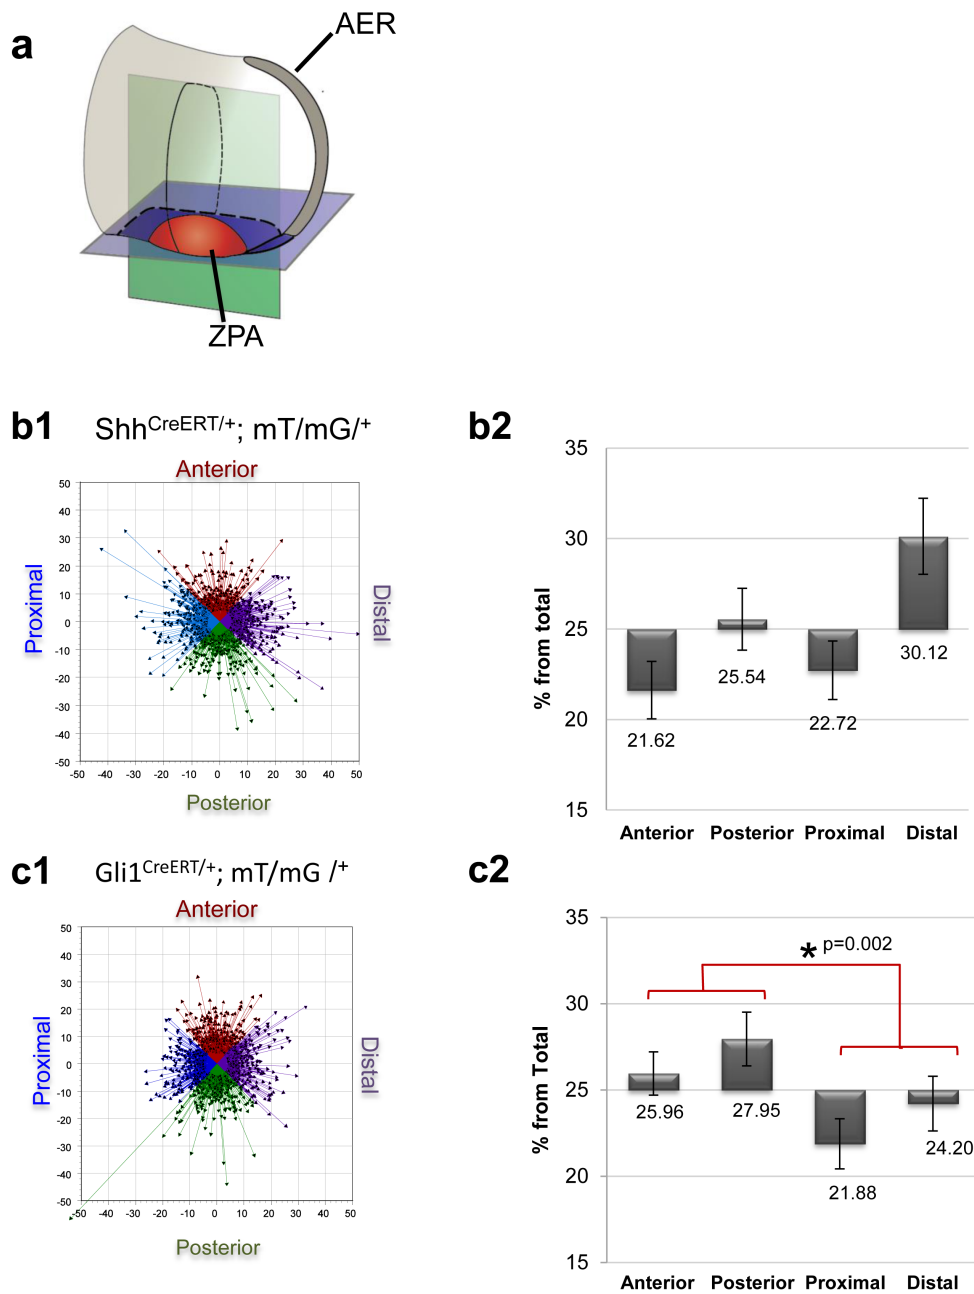 a
AER
ZPA
b1
Shh^CreERT/+; mT/mG/+
Anterior
Proximal
Distal
50
40
30
20
10
0
-10
-20
-30
-40
-50
-50 -40 -30 -20 -10 0 10 20 30 40 50
Posterior
b2
% from total
35
30
25
20
15
21.62
25.54
22.72
30.12
Anterior Posterior Proximal Distal
c1
Gli1^CreERT/+; mT/mG /+
Anterior
Proximal
Distal
50
40
30
20
10
0
-10
-20
-30
-40
-50
-50 -40 -30 -20 -10 0 10 20 30 40 50
Posterior
c2
% from Total
35
30
25
20
15
* p=0.002
25.96
27.95
21.88
24.20
Anterior Posterior Proximal Distal